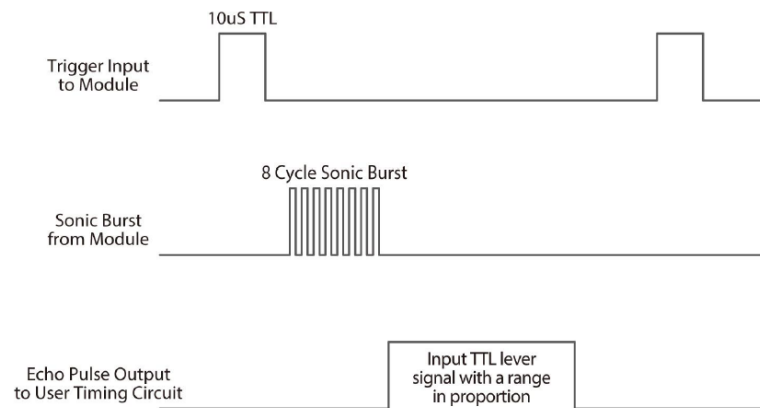 10uS TTL
Trigger Input
to Module
8 Cycle Sonic Burst
Sonic Burst
from Module
Input TTL lever
signal with a range
in proportion
Echo Pulse Output
to User Timing Circuit